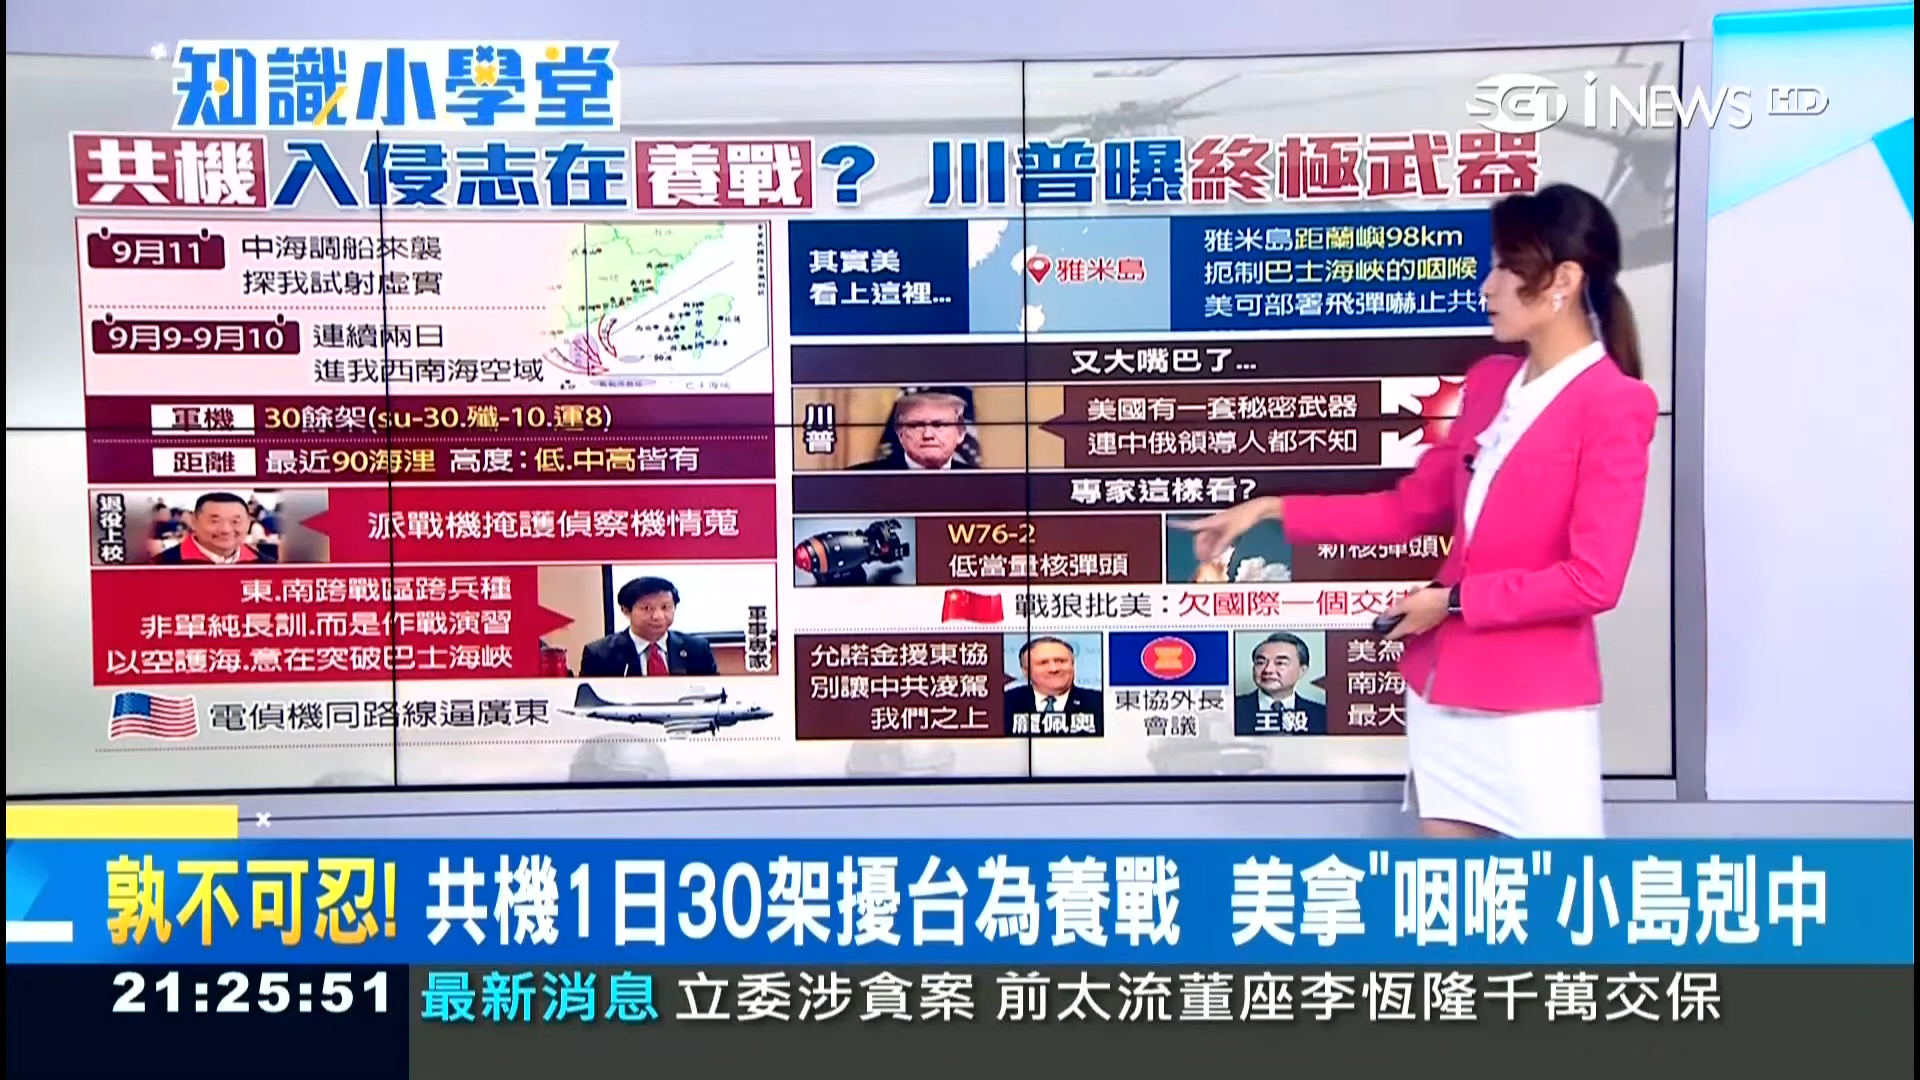 知識小學堂
SET iNEWS HD
共機入侵志在養戰? 川普曝終極武器
9月11
中海調船來襲
探我試射虛實
9月9-9月10
連續兩日
進我西南海空域
軍機
30餘架(su-30.殲-10.運8)
距離
最近90海浬 高度:低.中高皆有
退役上校
派戰機掩護偵察機情蒐
東.南跨戰區跨兵種
非單純長訓.而是作戰演習
以空護海.意在突破巴士海峽
軍事專家
電偵機同路線逼廣東
其實美
看上這裡...
雅米島
雅米島距蘭嶼98km
扼制巴士海峽的咽喉
美可部署飛彈嚇止共
又大嘴巴了...
川普
美國有一套秘密武器
連中俄領導人都不知
專家這樣看?
W76-2
低當量核彈頭
新核彈頭
戰狼批美:欠國際一個交
允諾金援東協
別讓中共凌駕
我們之上
龐佩奧
東協外長
會議
王毅
美為
南海
最大
孰不可忍! 共機1日30架擾台為養戰 美拿"咽喉"小島剋中
21:25:51
最新消息 立委涉貪案 前太流董座李恆隆千萬交保